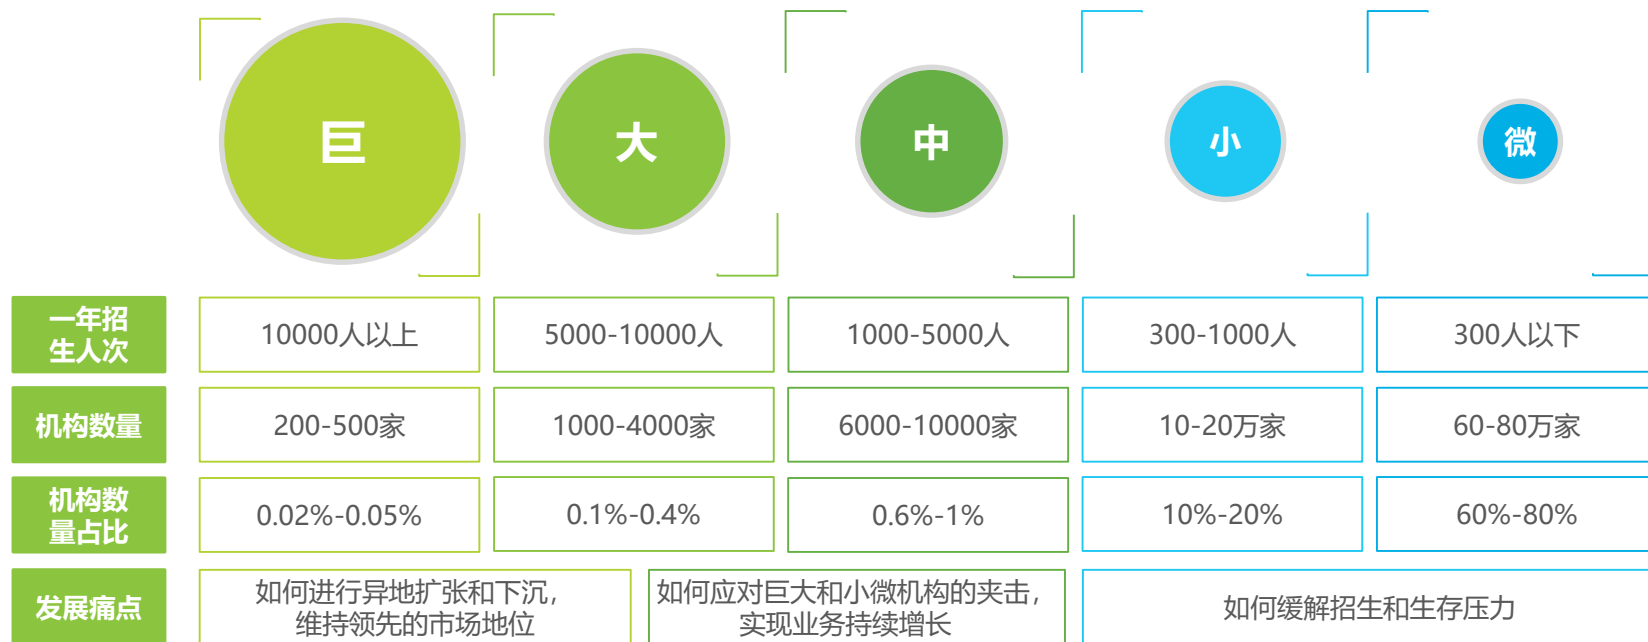 巨
大
中
小
微
一年招
生人次
10000人以上
5000-10000人
1000-5000人
300-1000人
300人以下
机构数量
200-500家
1000-4000家
6000-10000家
10-20万家
60-80万家
机构数
量占比
0.02%-0.05%
0.1%-0.4%
0.6%-1%
10%-20%
60%-80%
发展痛点
如何进行异地扩张和下沉，
维持领先的市场地位
如何应对巨大和小微机构的夹击，
实现业务持续增长
如何缓解招生和生存压力